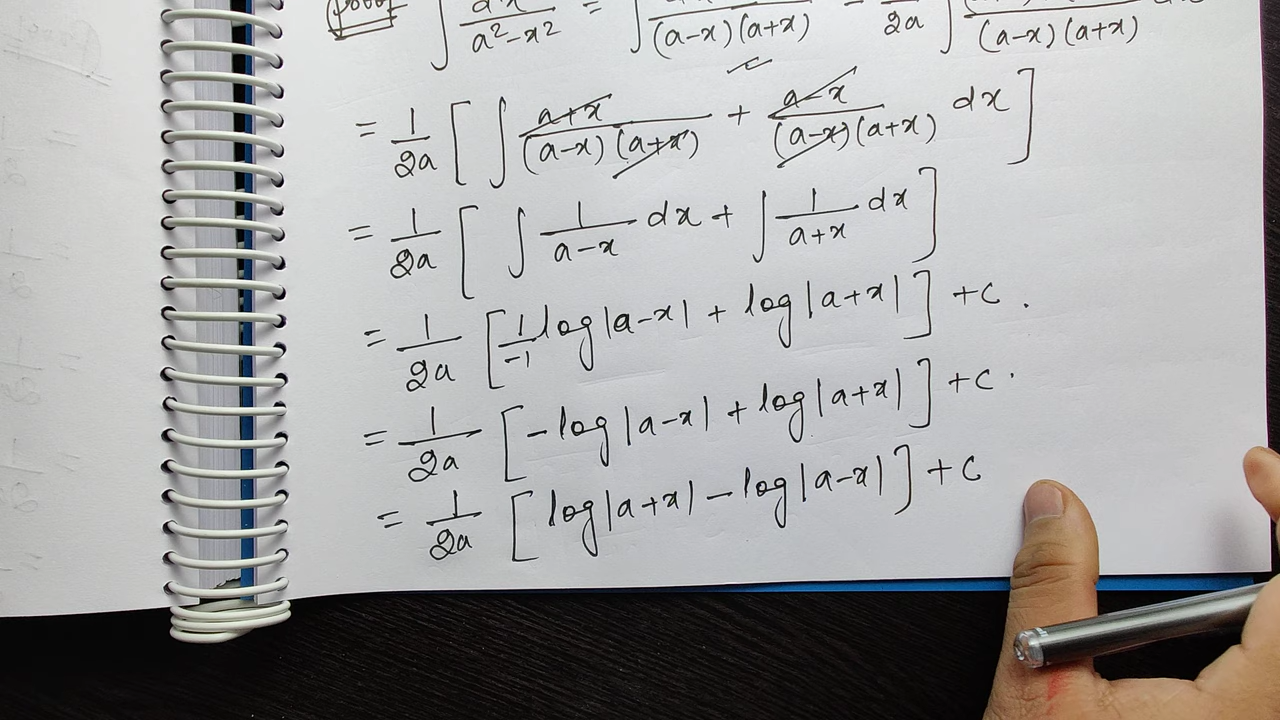 ∫ dx/(a²-x²) = ∫ /(a-x)(a+x) = 1/2a ∫ /(a-x)(a+x) dx
= 1/2a [ ∫ (a+x)/(a-x)(a+x) + (a-x)/(a-x)(a+x) dx ]
= 1/2a [ ∫ 1/(a-x) dx + ∫ 1/(a+x) dx ]
= 1/2a [ 1/-1 log|a-x| + log|a+x| ] + c .
= 1/2a [ -log|a-x| + log|a+x| ] + c .
= 1/2a [ log|a+x| - log|a-x| ] + c